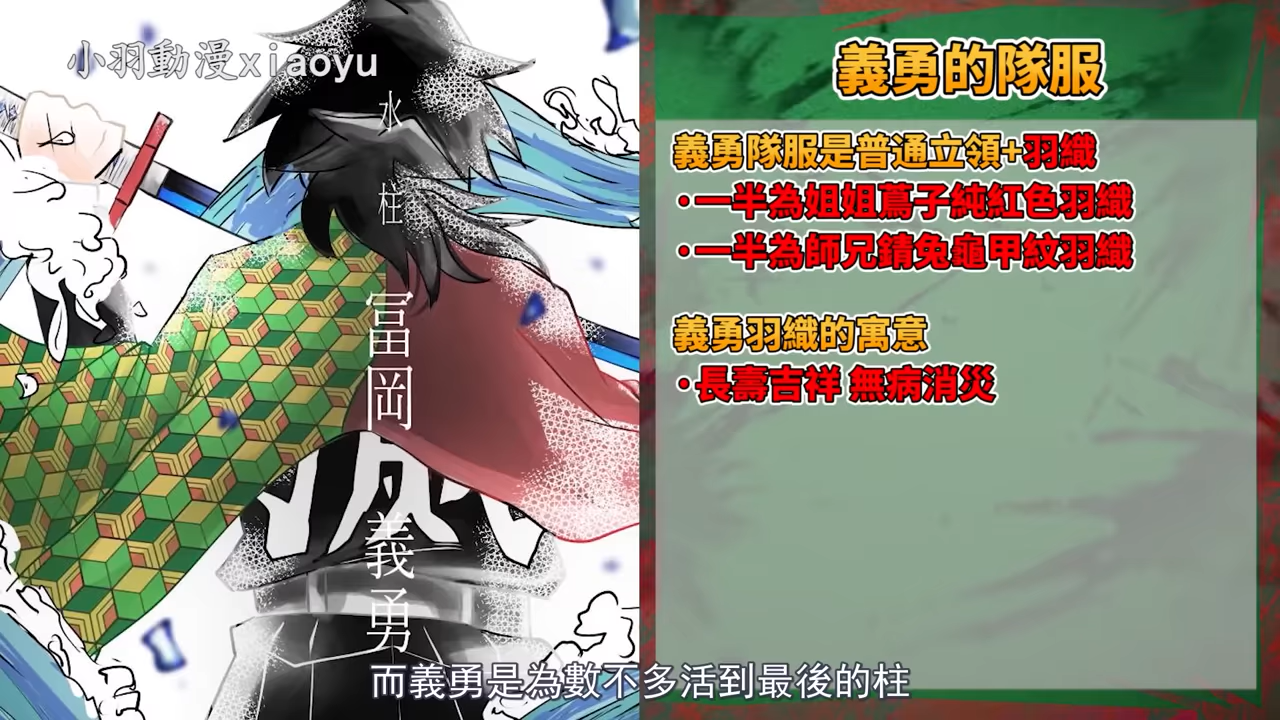 小羽動漫xiaoyu
水柱
冨岡義勇
義勇的隊服
義勇隊服是普通立領+羽織
·一半為姐姐蔦子純紅色羽織
·一半為師兄錆兔龜甲紋羽織
義勇羽織的寓意
·長壽吉祥 無病消災
而義勇是為數不多活到最後的柱